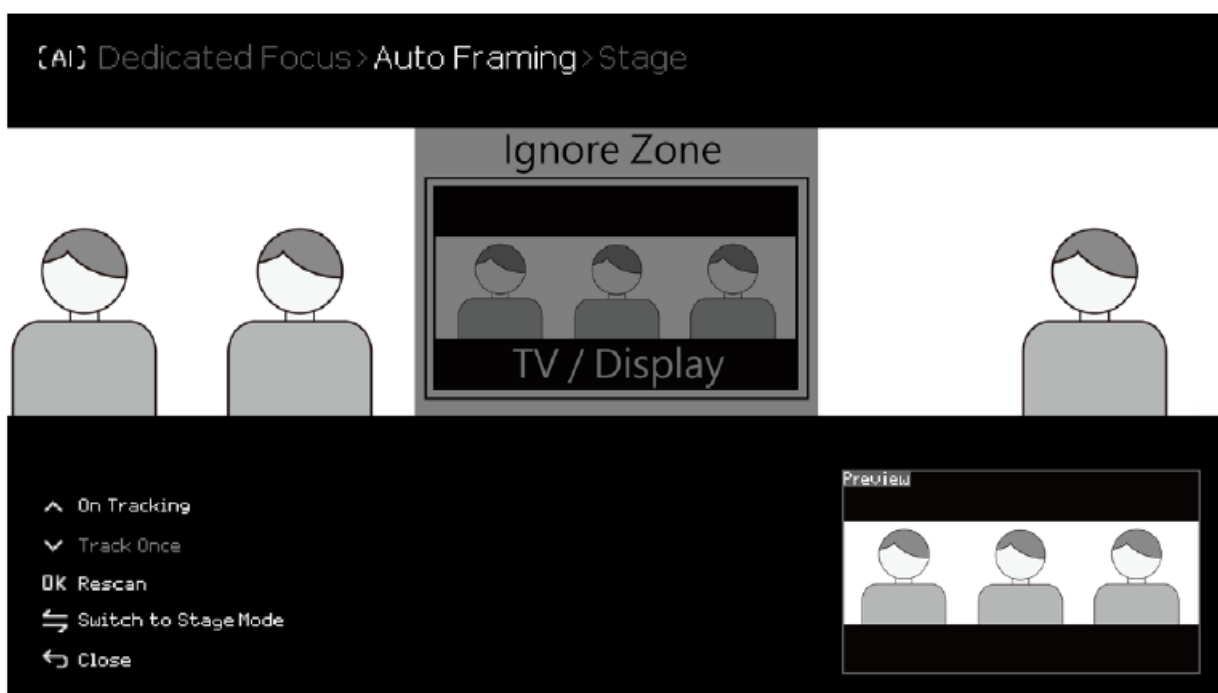 [AI] Dedicated Focus>Auto Framing>Stage
Ignore Zone
TV / Display
On Tracking
Track Once
OK Rescan
Switch to Stage Mode
Close
Preview